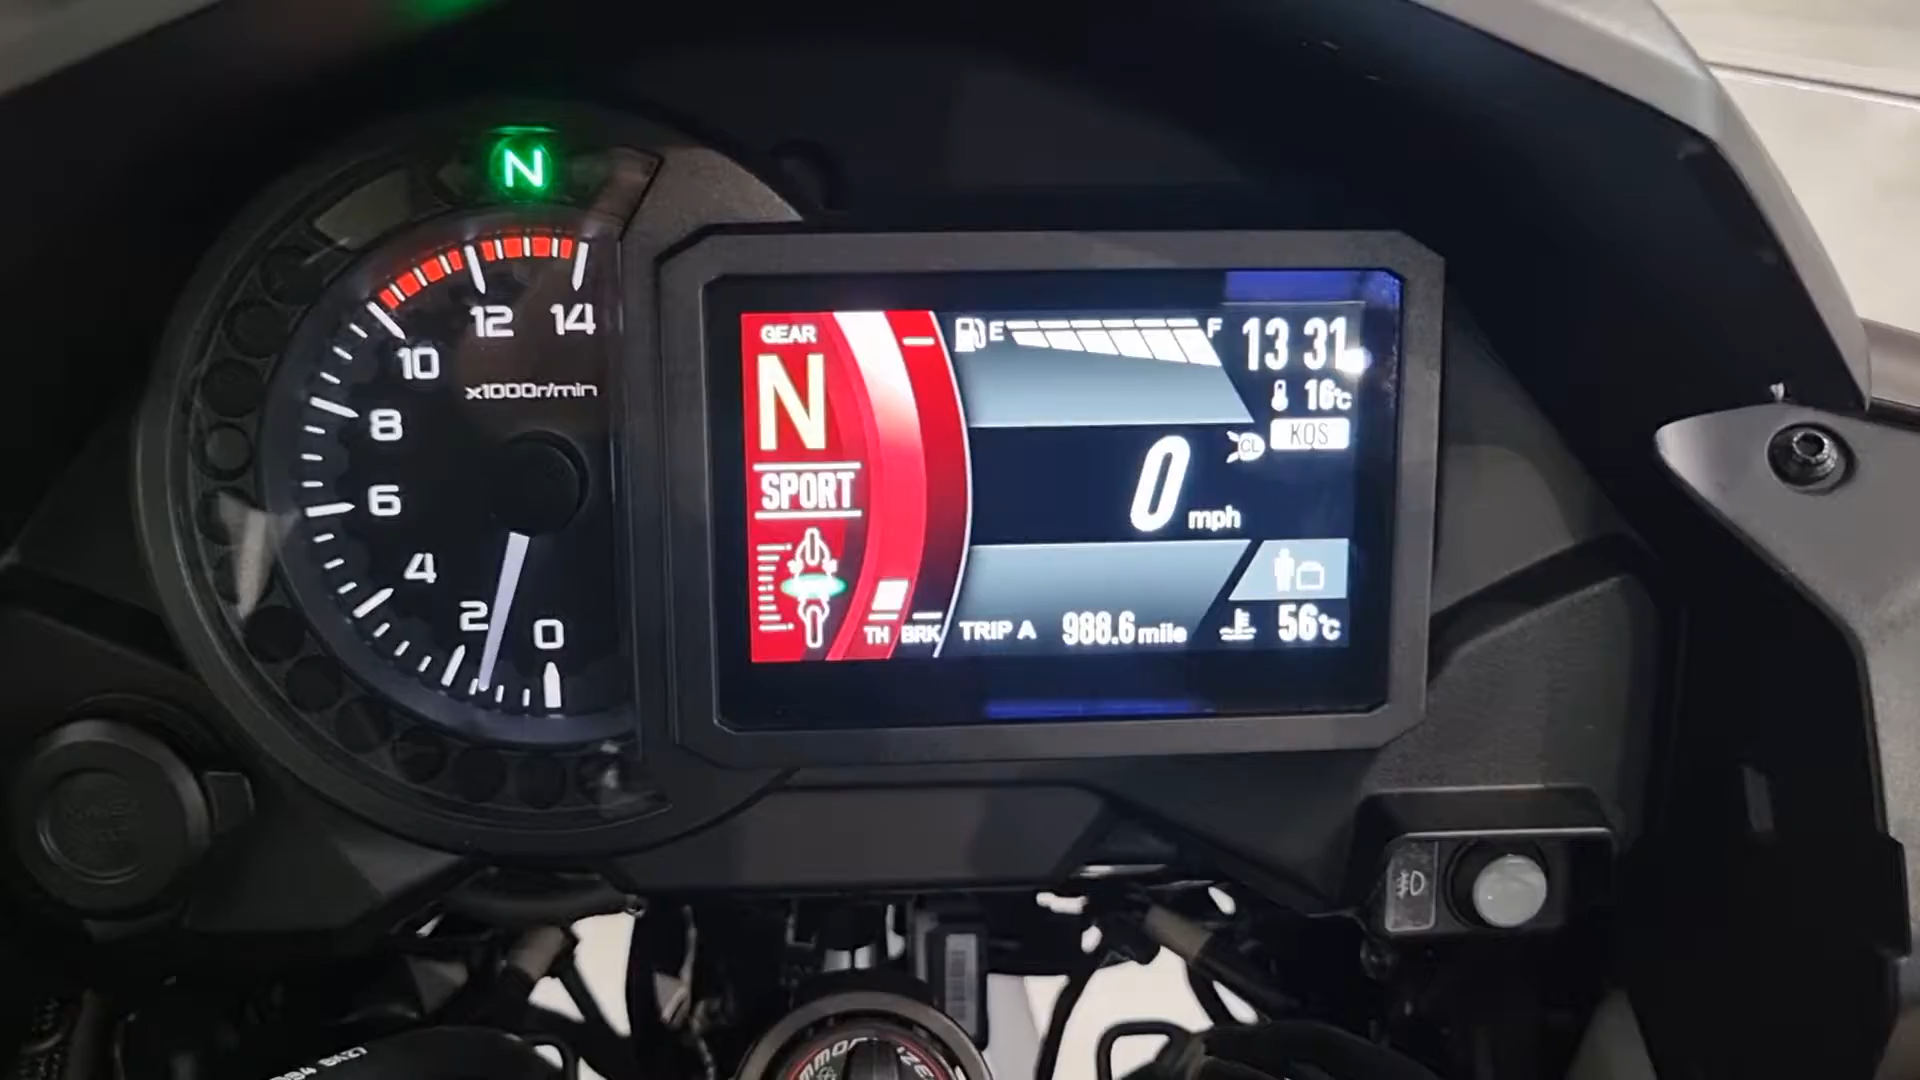 N
12
14
10
x1000r/min
8
6
4
2
0
GEAR
N
SPORT
TH
BRK
E
F
13 31
16℃
CL
KQS
0
mph
TRIP A
988.6 mile
56℃